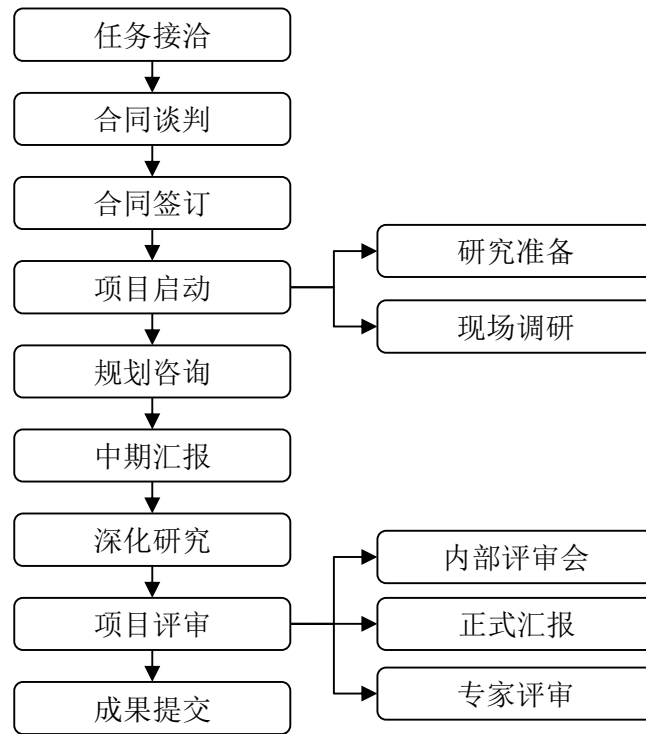 任务接洽
合同谈判
合同签订
项目启动
研究准备
现场调研
规划咨询
中期汇报
深化研究
项目评审
内部评审会
正式汇报
专家评审
成果提交